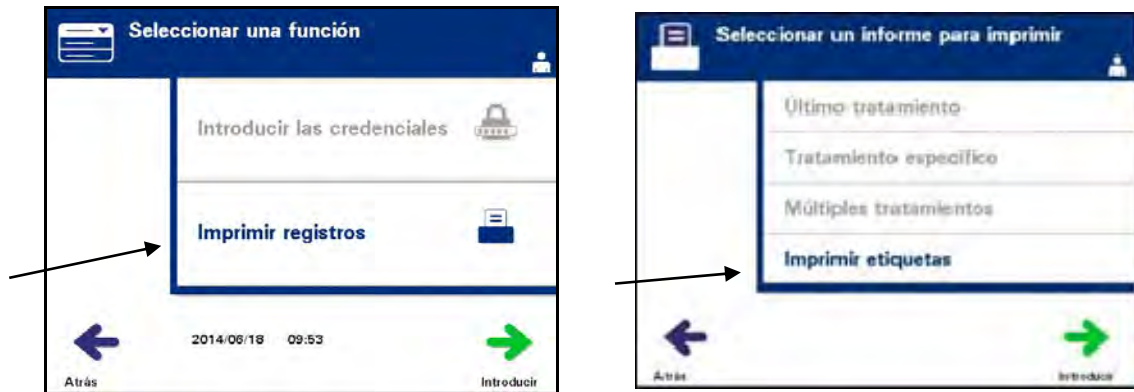 Seleccionar una función
Introducir las credenciales
Imprimir registros
2014/08/18 09:53
Atrás
Introducir
Seleccionar un informe para imprimir
Último tratamiento
Tratamiento específico
Múltiples tratamientos
Imprimir etiquetas
Atrás
Introducir